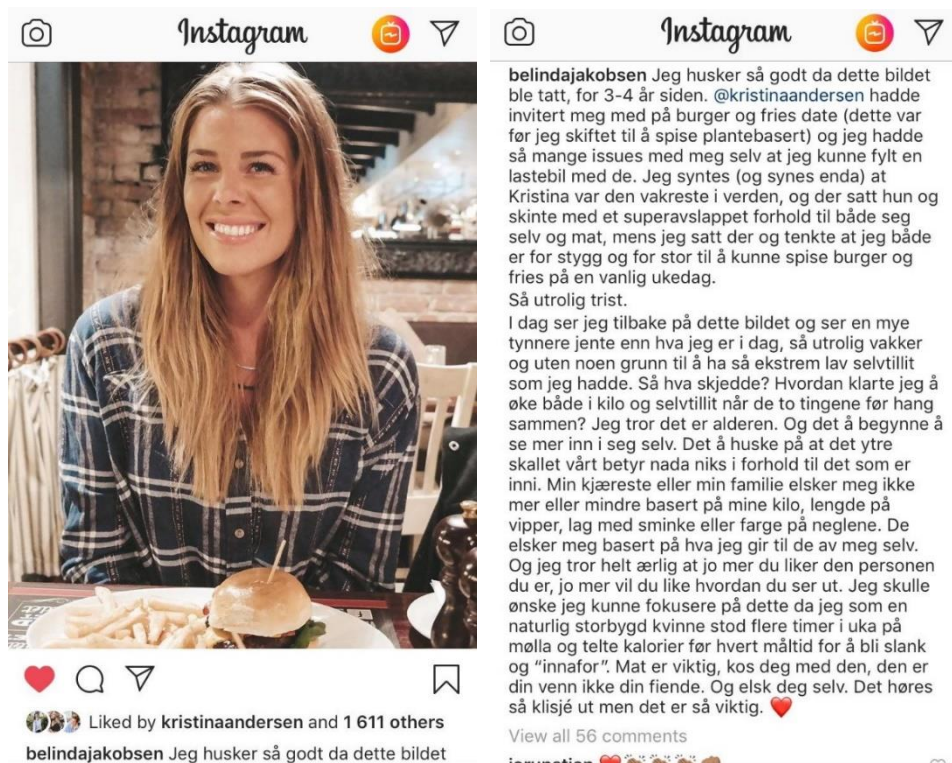 Instagram
Liked by kristinaandersen and 1 611 others
belindajakobsen Jeg husker så godt da dette bildet
Instagram
belindajakobsen Jeg husker så godt da dette bildet
ble tatt, for 3-4 år siden. @kristinaandersen hadde
invitert meg med på burger og fries date (dette var
før jeg skiftet til å spise plantebasert) og jeg hadde
så mange issues med meg selv at jeg kunne fylt en
lastebil med de. Jeg syntes (og synes enda) at
Kristina var den vakreste i verden, og der satt hun og
skinte med et superavslappet forhold til både seg
selv og mat, mens jeg satt der og tenkte at jeg både
er for stygg og for stor til å kunne spise burger og
fries på en vanlig ukedag.
Så utrolig trist.
I dag ser jeg tilbake på dette bildet og ser en mye
tynnere jente enn hva jeg er i dag, så utrolig vakker
og uten noen grunn til å ha så ekstrem lav selvtillit
som jeg hadde. Så hva skjedde? Hvordan klarte jeg å
øke både i kilo og selvtillit når de to tingene før hang
sammen? Jeg tror det er alderen. Og det å begynne å
se mer inn i seg selv. Det å huske på at det ytre
skallet vårt betyr nada niks i forhold til det som er
inni. Min kjæreste eller min familie elsker meg ikke
mer eller mindre basert på mine kilo, lengde på
vipper, lag med sminke eller farge på neglene. De
elsker meg basert på hva jeg gir til de av meg selv.
Og jeg tror helt ærlig at jo mer du liker den personen
du er, jo mer vil du like hvordan du ser ut. Jeg skulle
ønske jeg kunne fokusere på dette da jeg som en
naturlig storbygd kvinne stod flere timer i uka på
mølla og telte kalorier før hvert måltid for å bli slank
og “innafor”. Mat er viktig, kos deg med den, den er
din venn ikke din fiende. Og elsk deg selv. Det høres
så klisjé ut men det er så viktig. ❤️
View all 56 comments